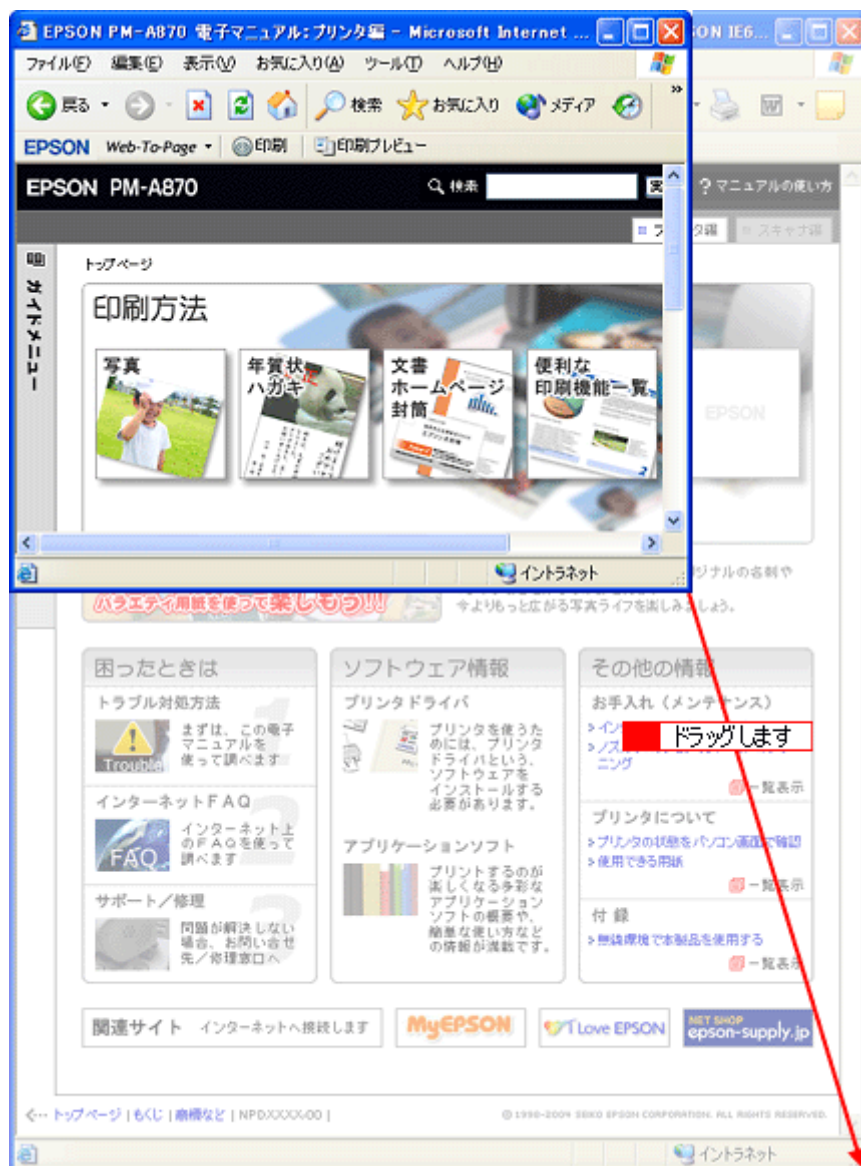 EPSON PM-A870 電子マニュアル:プリンタ編 - Microsoft Internet ...
SON IE6...
ファイル(F) 編集(E) 表示(V) お気に入り(A) ツール(T) ヘルプ(H)
戻る 検索 お気に入り メディア
EPSON Web-To-Page 印刷 印刷プレビュー
EPSON PM-A870 検索 ? マニュアルの使い方
スキャナ編
ガイドメニュー
トップページ
印刷方法
写真
年賀状
ハガキ
文書
ホームページ
封筒
便利な
印刷機能一覧
EPSON
イントラネット
ジナルの名刺や
バラエティ用紙を使って楽しもう!!
今よりもっと広がる写真ライフを楽しみましょう。
困ったときは
トラブル対処方法
まずは、この電子
マニュアルを
使って調べます
Trouble
インターネットFAQ
インターネット上
のFAQを使って
調べます
FAQ
サポート/修理
問題が解決しない
場合、お問い合せ
先/修理窓口へ
ソフトウェア情報
プリンタドライバ
プリンタを使うた
めには、プリンタ
ドライバという、
ソフトウェアを
インストールする
必要があります。
アプリケーションソフト
プリントするのが
楽しくなる多彩な
アプリケーション
ソフトの概要や、
簡単な使い方など
の情報が満載です。
その他の情報
お手入れ(メンテナンス)
ドラッグします
ニング
一覧表示
プリンタについて
プリンタの状態をパソコン画面で確認
使用できる用紙
一覧表示
付 録
無線環境で本製品を使用する
一覧表示
関連サイト インターネットへ接続します
MyEPSON
I Love EPSON
NET SHOP
epson-supply.jp
トップページ | もくじ | 商標など | NPDXXXX-00 |
© 1998-2004 SEIKO EPSON CORPORATION. ALL RIGHTS RESERVED.
イントラネット